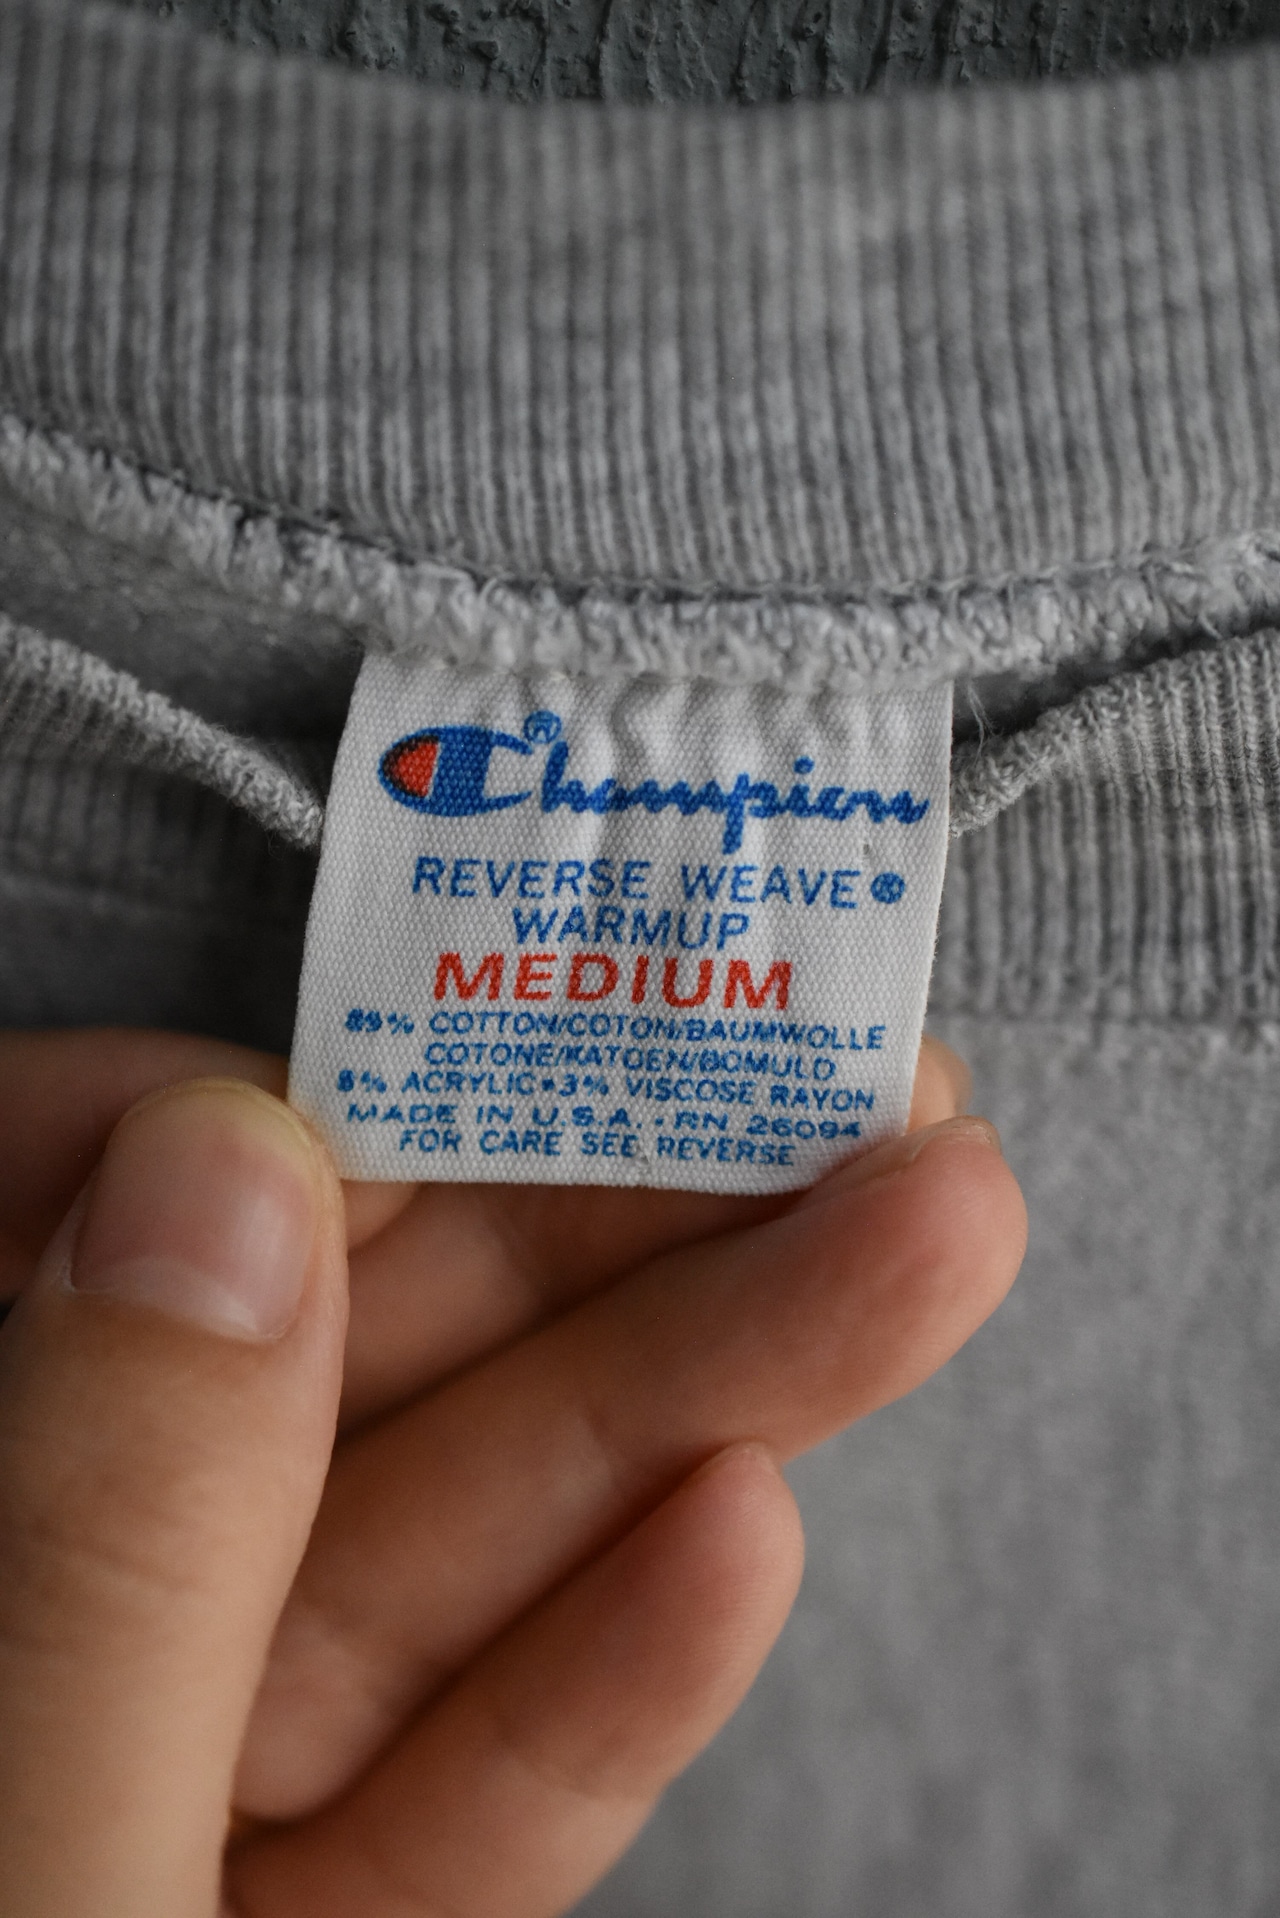 Champion®
REVERSE WEAVE®
WARMUP
MEDIUM
89% COTTON/COTON/BAUMWOLLE
COTONE/KATOEN/BOMULD
8% ACRYLIC•3% VISCOSE RAYON
MADE IN U.S.A. • RN 26094
FOR CARE SEE REVERSE